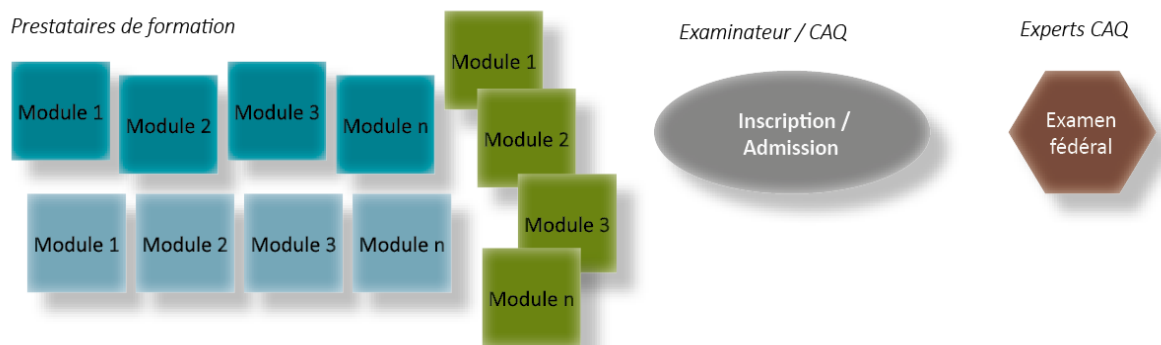 Prestataires de formation
Examinateur / CAQ
Experts CAQ
Module 1
Module 2
Module 3
Module n
Module 1
Module 2
Module 3
Module n
Module 1
Module 2
Module 3
Module n
Inscription /
Admission
Examen
fédéral